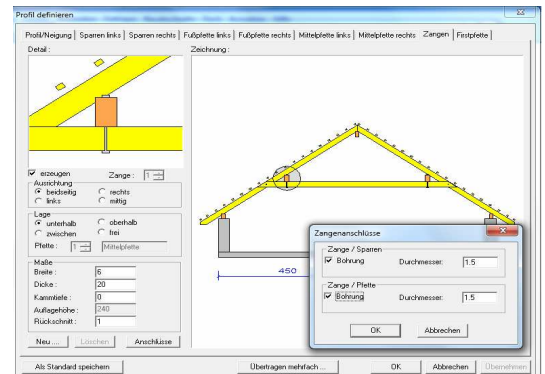 Profil definieren
Profil/Neigung | Sparren links | Sparren rechts | Fußpfette links | Fußpfette rechts | Mittelpfette links | Mittelpfette rechts | Zangen | Firstpfette
Detail :
Zeichnung :
erzeugen
Zange : 1
Ausrichtung
beidseitig
rechts
links
mittig
Lage
unterhalb
oberhalb
zwischen
frei
Pfette : 1 Mittelpfette
Maße
Breite : 6
Dicke : 20
Kammtiefe : 0
Auflagehöhe : 240
Rückschnitt : 1
Neu ....
Löschen
Anschlüsse
450
Zangenanschlüsse
Zange / Sparren
Bohrung
Durchmesser: 1.5
Zange / Pfette
Bohrung
Durchmesser: 1.5
OK
Abbrechen
Als Standard speichern
Übertragen mehrfach ...
OK
Abbrechen
Übernehmen